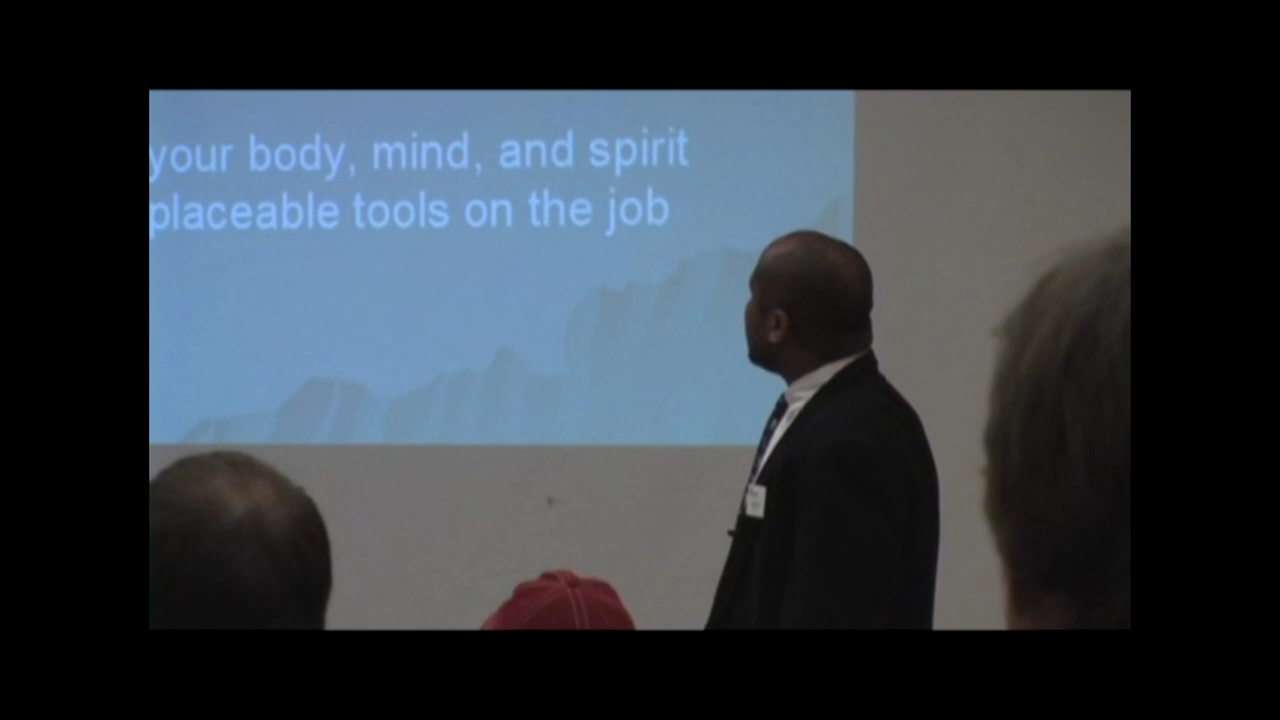 your body, mind, and spirit
placeable tools on the job